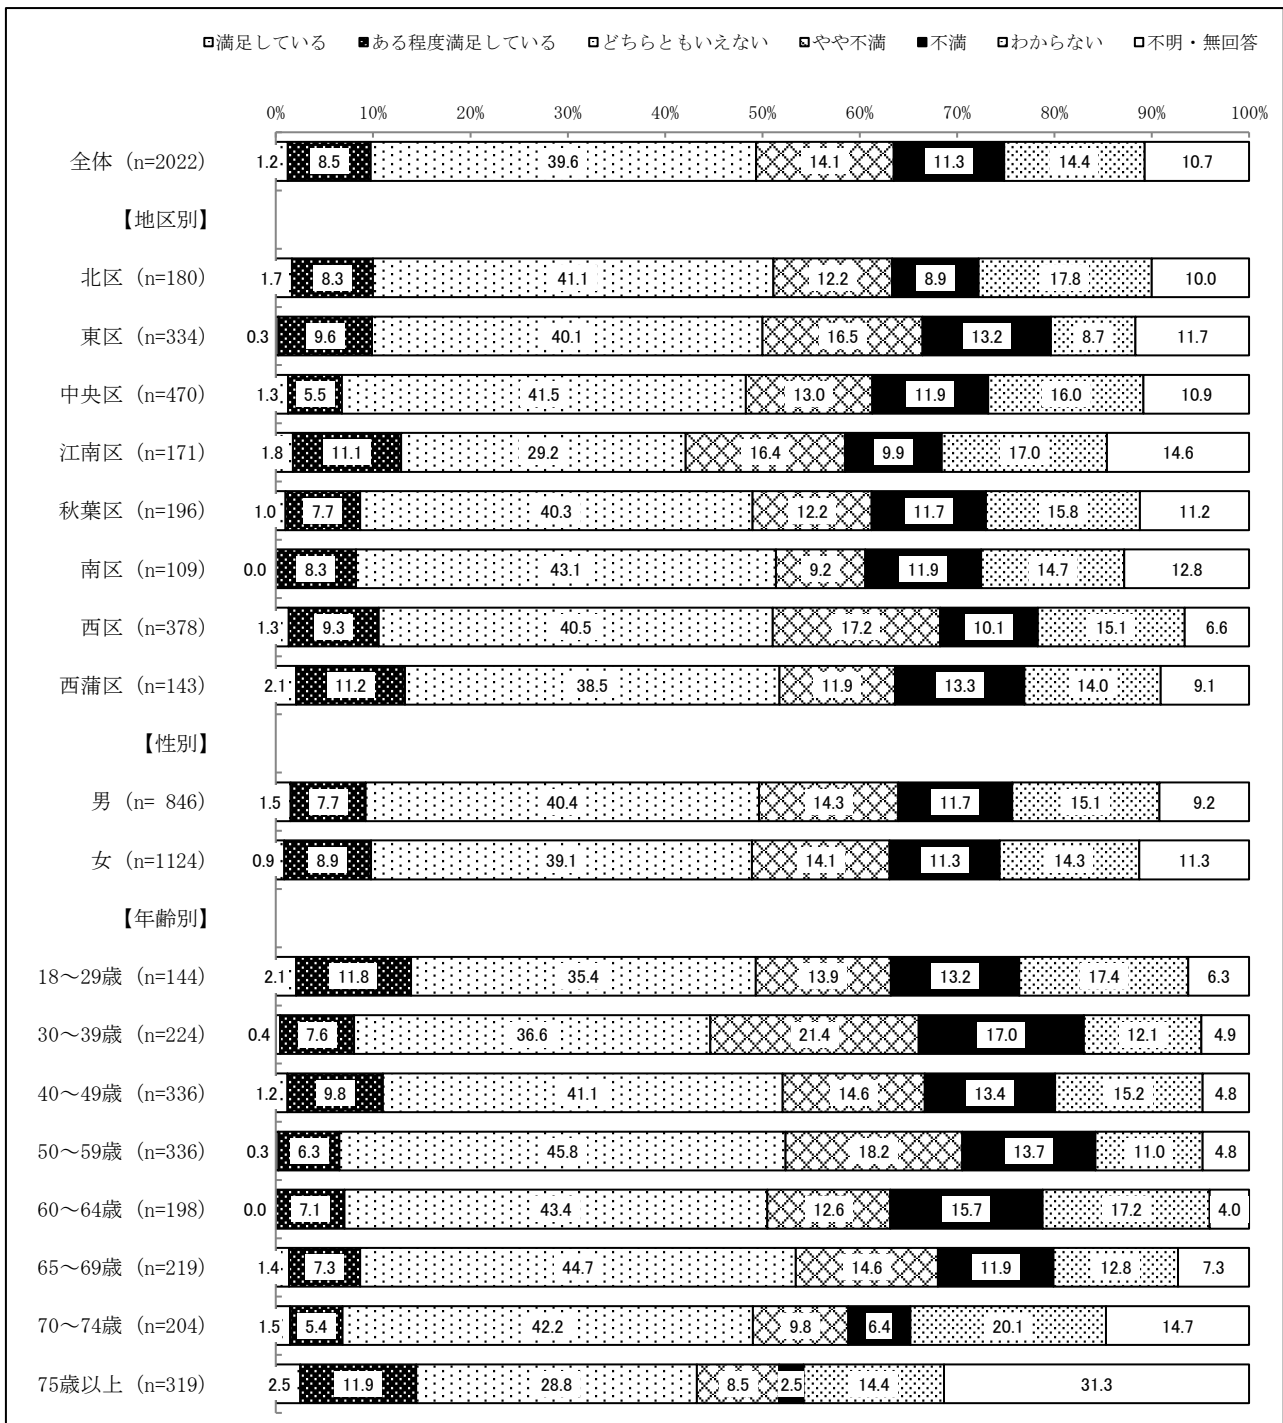 満足している ある程度満足している どちらともいえない やや不満 不満 わからない 不明・無回答
0% 10% 20% 30% 40% 50% 60% 70% 80% 90% 100%
全体 (n=2022) 1.2 8.5 39.6 14.1 11.3 14.4 10.7
【地区別】
北区 (n=180) 1.7 8.3 41.1 12.2 8.9 17.8 10.0
東区 (n=334) 0.3 9.6 40.1 16.5 13.2 8.7 11.7
中央区 (n=470) 1.3 5.5 41.5 13.0 11.9 16.0 10.9
江南区 (n=171) 1.8 11.1 29.2 16.4 9.9 17.0 14.6
秋葉区 (n=196) 1.0 7.7 40.3 12.2 11.7 15.8 11.2
南区 (n=109) 0.0 8.3 43.1 9.2 11.9 14.7 12.8
西区 (n=378) 1.3 9.3 40.5 17.2 10.1 15.1 6.6
西蒲区 (n=143) 2.1 11.2 38.5 11.9 13.3 14.0 9.1
【性別】
男 (n= 846) 1.5 7.7 40.4 14.3 11.7 15.1 9.2
女 (n=1124) 0.9 8.9 39.1 14.1 11.3 14.3 11.3
【年齢別】
18～29歳 (n=144) 2.1 11.8 35.4 13.9 13.2 17.4 6.3
30～39歳 (n=224) 0.4 7.6 36.6 21.4 17.0 12.1 4.9
40～49歳 (n=336) 1.2 9.8 41.1 14.6 13.4 15.2 4.8
50～59歳 (n=336) 0.3 6.3 45.8 18.2 13.7 11.0 4.8
60～64歳 (n=198) 0.0 7.1 43.4 12.6 15.7 17.2 4.0
65～69歳 (n=219) 1.4 7.3 44.7 14.6 11.9 12.8 7.3
70～74歳 (n=204) 1.5 5.4 42.2 9.8 6.4 20.1 14.7
75歳以上 (n=319) 2.5 11.9 28.8 8.5 2.5 14.4 31.3